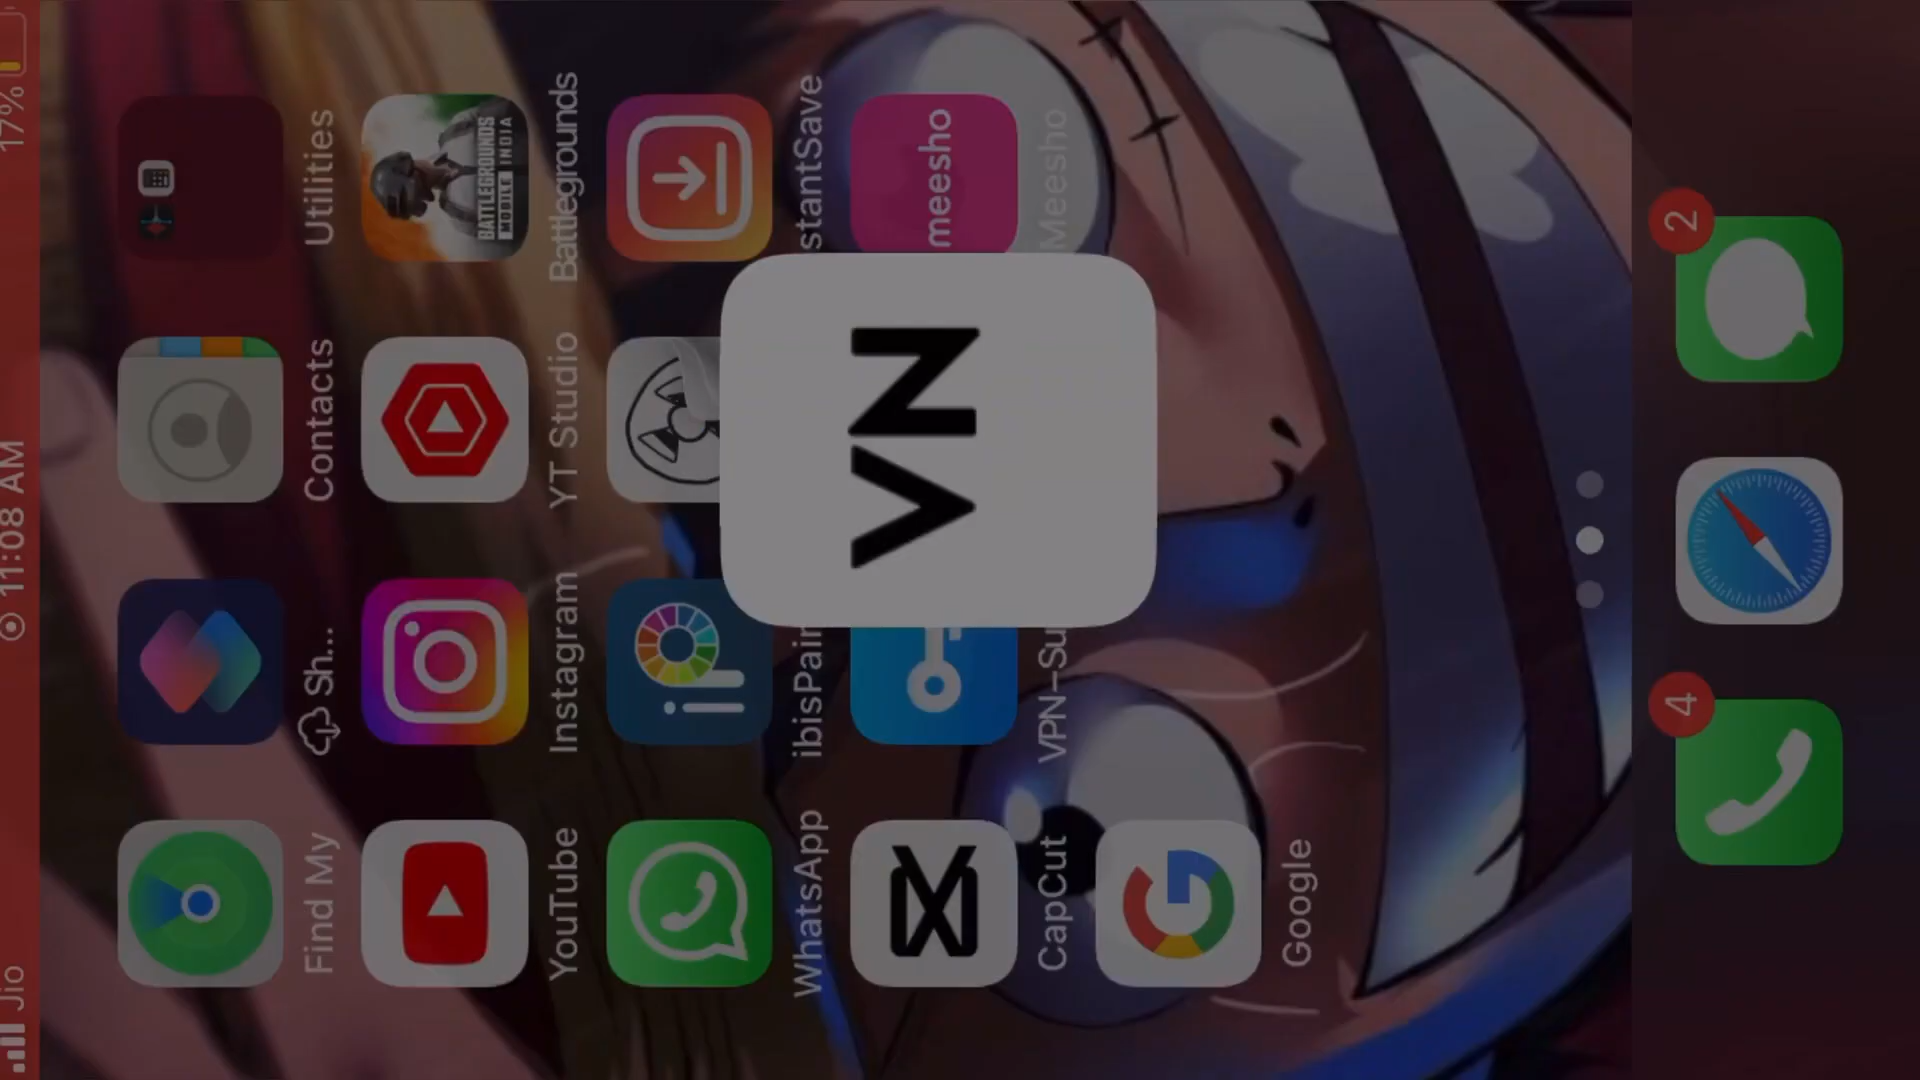 Jio
11:08 AM
17%
Find My
Sh...
Contacts
Utilities
BATTLEGROUNDS
MOBILE INDIA
YouTube
Instagram
YT Studio
Battlegrounds
WhatsApp
ibisPain
stantSave
VN
meesho
CapCut
VPN-Su
Meesho
Google
4
2